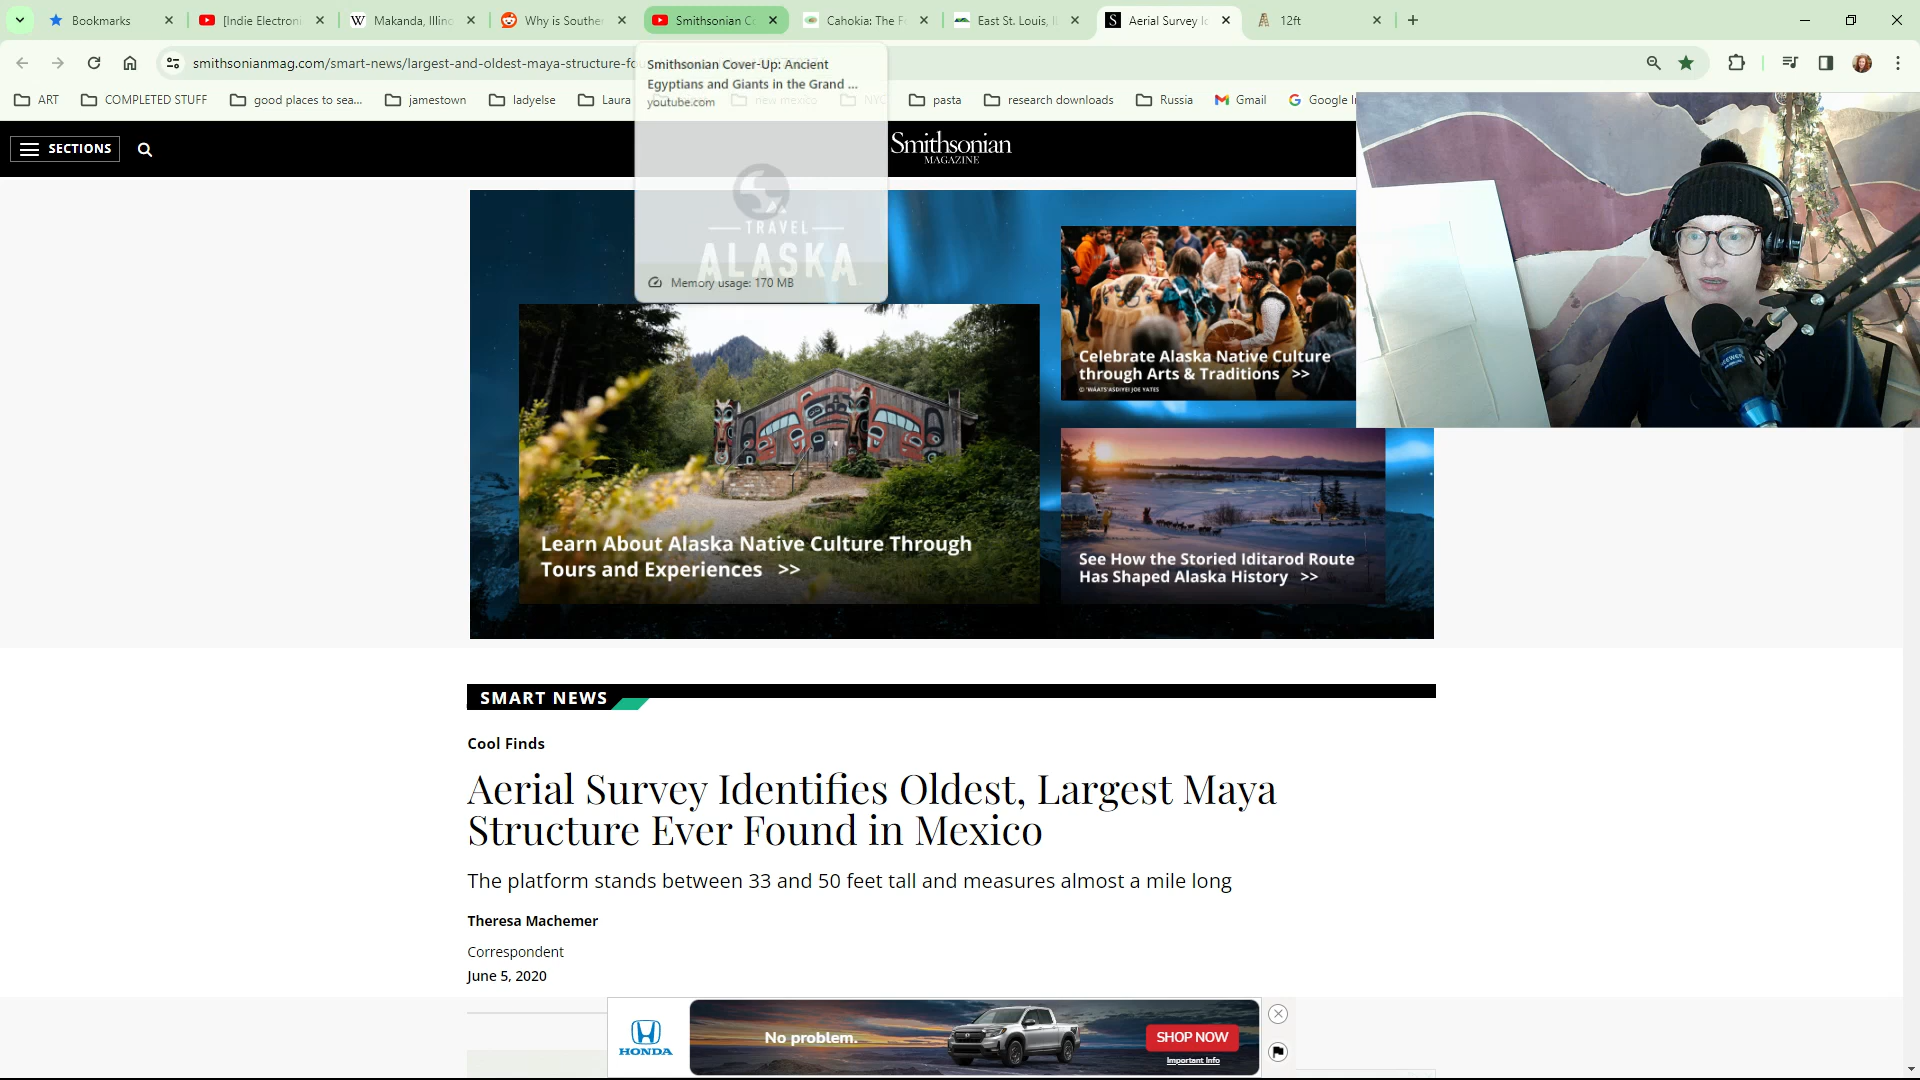 Bookmarks
[Indie Electroni
Makanda, Illino
Why is Souther
Smithsonian Co
Cahokia: The F
East St. Louis, Il
Aerial Survey Id
12ft
smithsonianmag.com/smart-news/largest-and-oldest-maya-structure-fo
ART
COMPLETED STUFF
good places to sea...
jamestown
ladyelse
Laura
new mexico
NYC
pasta
research downloads
Russia
Gmail
Google I
Smithsonian Cover-Up: Ancient
Egyptians and Giants in the Grand ...
youtube.com
Memory usage: 170 MB
SECTIONS
Smithsonian
MAGAZINE
TRAVEL
ALASKA
Learn About Alaska Native Culture Through
Tours and Experiences >>
Celebrate Alaska Native Culture
through Arts & Traditions >>
© 'WÁATS'ASDIYEI JOE YATES
See How the Storied Iditarod Route
Has Shaped Alaska History >>
SMART NEWS
Cool Finds
Aerial Survey Identifies Oldest, Largest Maya
Structure Ever Found in Mexico
The platform stands between 33 and 50 feet tall and measures almost a mile long
Theresa Machemer
Correspondent
June 5, 2020
HONDA
No problem.
SHOP NOW
Important Info